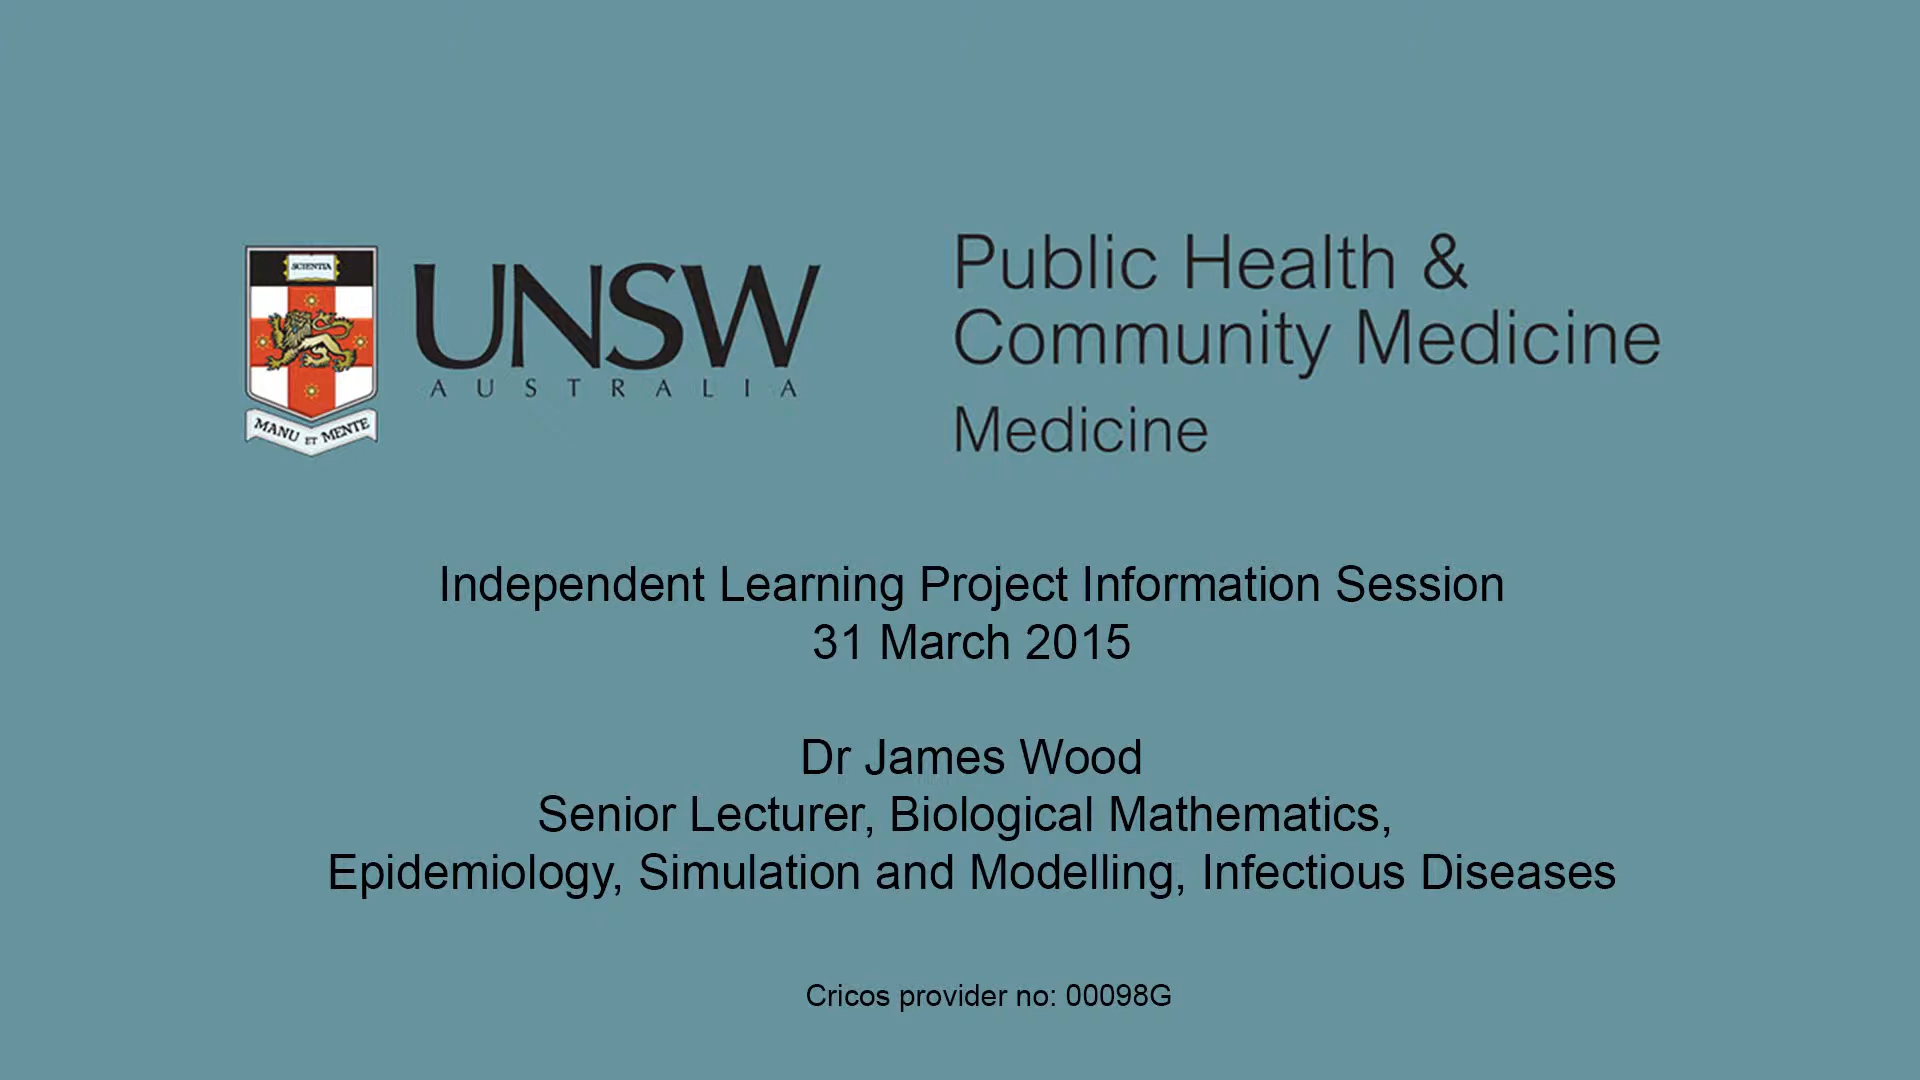 SCIENTIA
MANU ET MENTE
UNSW
AUSTRALIA
Public Health &
Community Medicine
Medicine
Independent Learning Project Information Session
31 March 2015
Dr James Wood
Senior Lecturer, Biological Mathematics,
Epidemiology, Simulation and Modelling, Infectious Diseases
Cricos provider no: 00098G